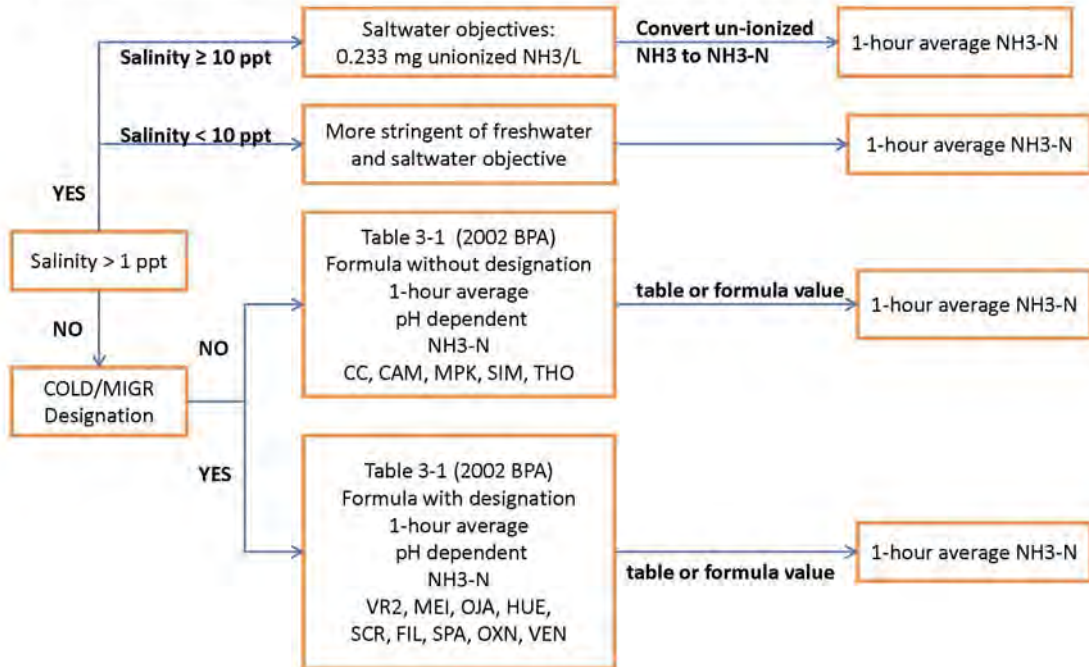 Salinity ≥ 10 ppt
Saltwater objectives:
0.233 mg unionized NH3/L
Convert un-ionized
NH3 to NH3-N
1-hour average NH3-N
Salinity < 10 ppt
More stringent of freshwater
and saltwater objective
1-hour average NH3-N
YES
Salinity > 1 ppt
NO
COLD/MIGR
Designation
NO
Table 3-1 (2002 BPA)
Formula without designation
1-hour average
pH dependent
NH3-N
CC, CAM, MPK, SIM, THO
table or formula value
1-hour average NH3-N
YES
Table 3-1 (2002 BPA)
Formula with designation
1-hour average
pH dependent
NH3-N
VR2, MEI, OJA, HUE,
SCR, FIL, SPA, OXN, VEN
table or formula value
1-hour average NH3-N